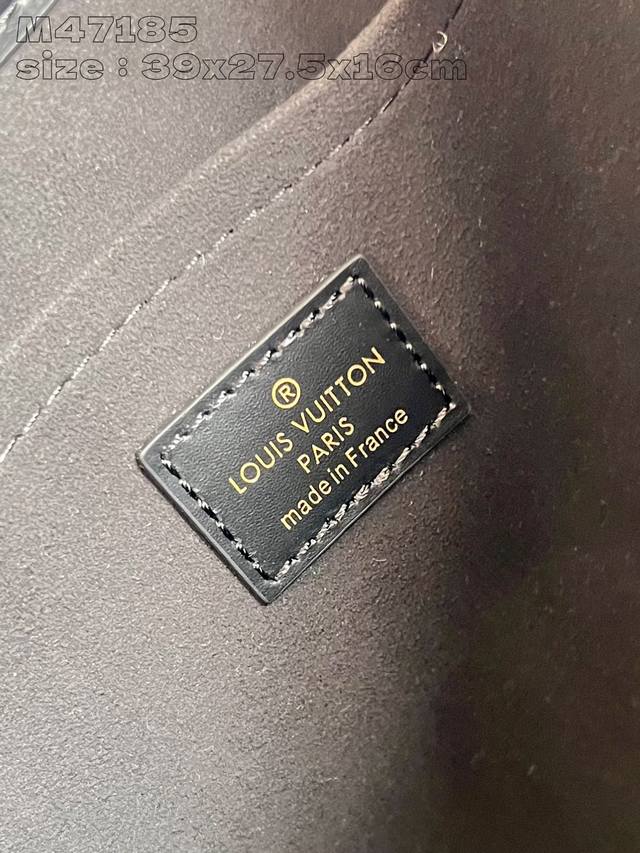 M47185
size : 39x27.5x16cm
®
LOUIS VUITTON
PARIS
made in France